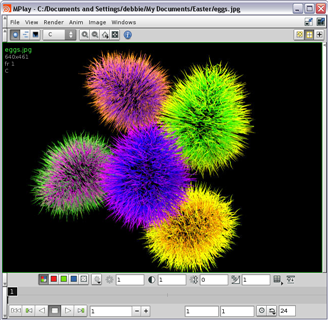 MPlay - C:/Documents and Settings/debbie/My Documents/Easter/eggs.jpg
File View Render Anim Image Windows
C
eggs.jpg
640x461
fr 1
C
1 1 0 1
1
1 1 1 24